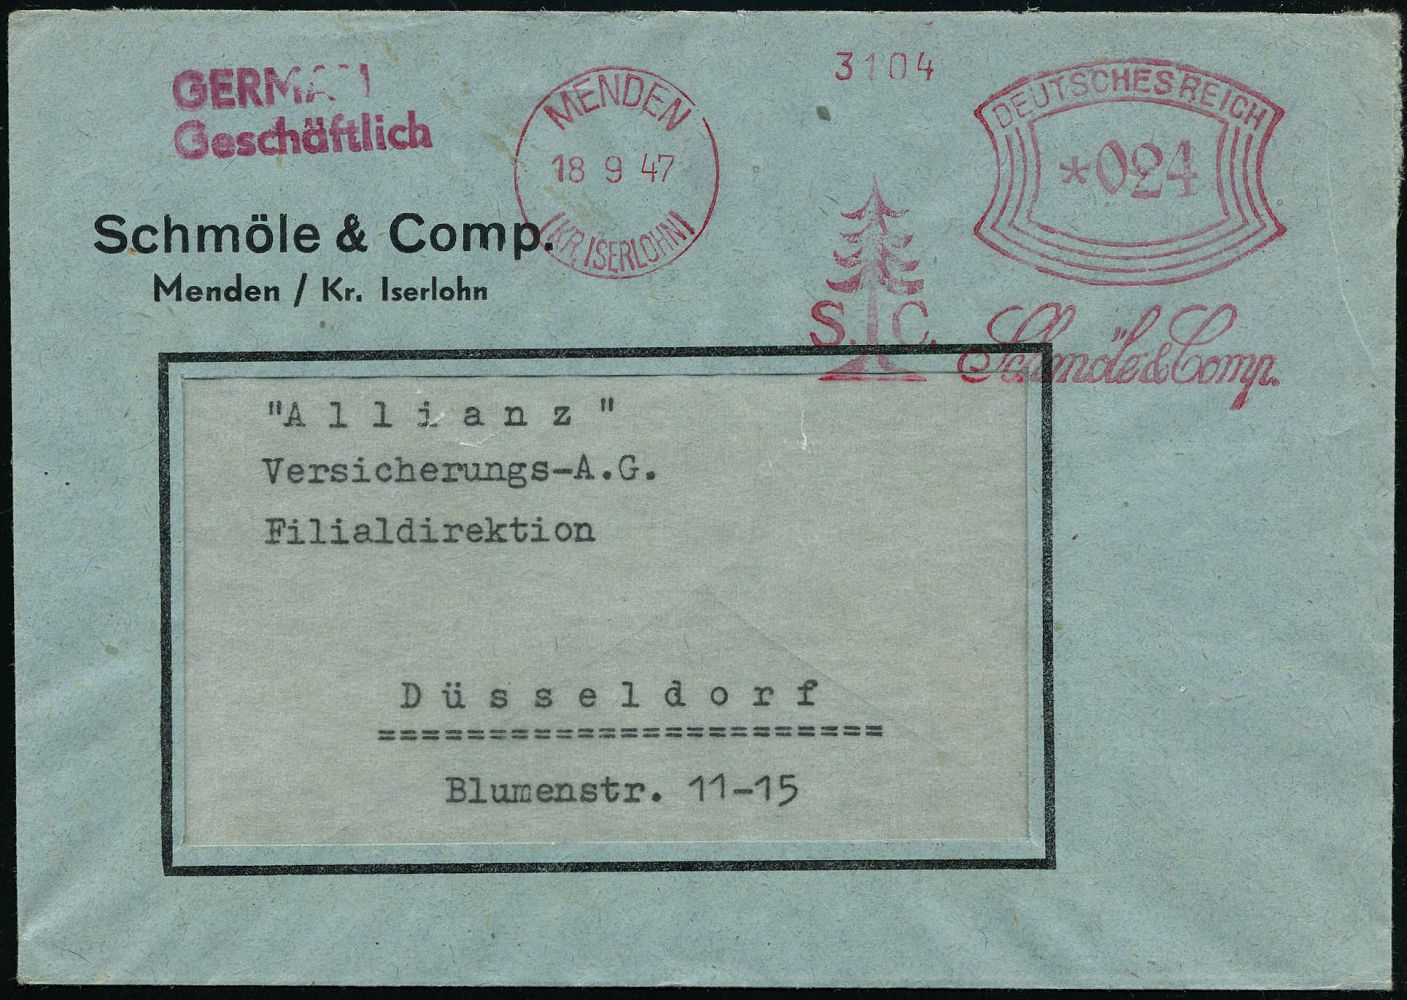 GERMAN
Geschäftlich
MENDEN
18 9 47
(KR. ISERLOHN)
3104
DEUTSCHES REICH
*024
Schmöle & Comp.
Menden / Kr. Iserlohn
S. C.
Schmöle & Comp.
"A l l i a n z "
Versicherungs-A.G.
Filialdirektion
D ü s s e l d o r f
=======================
Blumenstr. 11-15